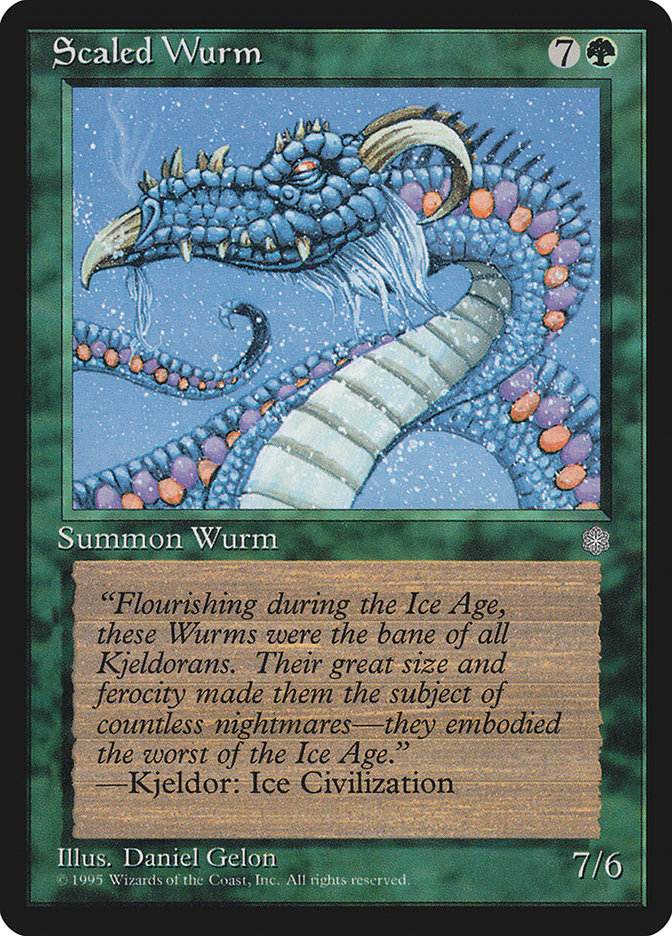 Scaled Wurm 7
Summon Wurm
“Flourishing during the Ice Age,
these Wurms were the bane of all
Kjeldorans. Their great size and
ferocity made them the subject of
countless nightmares—they embodied
the worst of the Ice Age.”
—Kjeldor: Ice Civilization
Illus. Daniel Gelon
7/6
© 1995 Wizards of the Coast, Inc. All rights reserved.